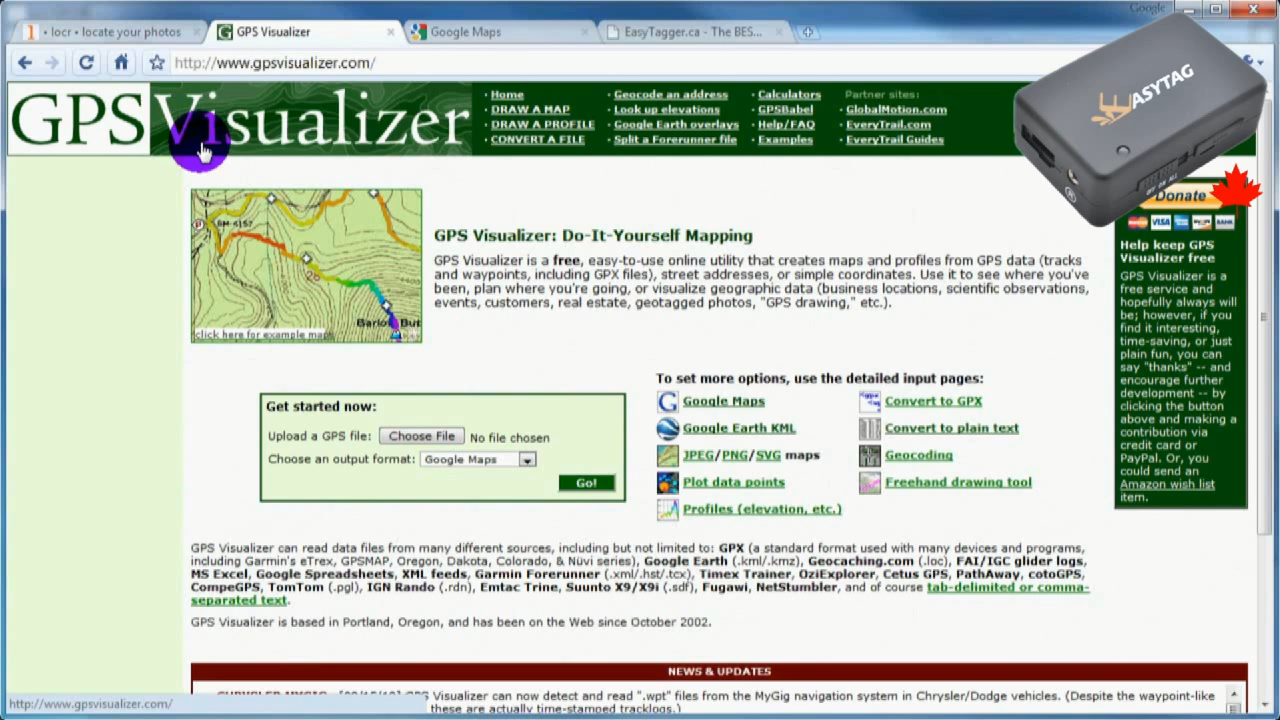 Google
locr • locate your photos
GPS Visualizer
Google Maps
EasyTagger.ca - The BES...
http://www.gpsvisualizer.com/
GPSVisualizer
• Home
• DRAW A MAP
• DRAW A PROFILE
• CONVERT A FILE
• Geocode an address
• Look up elevations
• Google Earth overlays
• Split a Forerunner file
• Calculators
• GPSBabel
• Help/FAQ
• Examples
Partner sites:
• GlobalMotion.com
• EveryTrail.com
• EveryTrail Guides
EASYTAG
click here for example maps
GPS Visualizer: Do-It-Yourself Mapping
GPS Visualizer is a free, easy-to-use online utility that creates maps and profiles from GPS data (tracks
and waypoints, including GPX files), street addresses, or simple coordinates. Use it to see where you've
been, plan where you're going, or visualize geographic data (business locations, scientific observations,
events, customers, real estate, geotagged photos, "GPS drawing," etc.).
Donate
VISA
BANK
Help keep GPS
Visualizer free
GPS Visualizer is a
free service and
hopefully always will
be; however, if you
find it interesting,
time-saving, or just
plain fun, you can
say "thanks" -- and
encourage further
development -- by
clicking the button
above and making a
contribution via
credit card or
PayPal. Or, you
could send an
Amazon wish list
item.
Get started now:
Upload a GPS file: Choose File No file chosen
Choose an output format: Google Maps
Go!
To set more options, use the detailed input pages:
Google Maps
Google Earth KML
JPEG/PNG/SVG maps
Plot data points
Profiles (elevation, etc.)
Convert to GPX
Convert to plain text
Geocoding
Freehand drawing tool
GPS Visualizer can read data files from many different sources, including but not limited to: GPX (a standard format used with many devices and programs,
including Garmin's eTrex, GPSMAP, Oregon, Dakota, Colorado, & Nüvi series), Google Earth (.kml/.kmz), Geocaching.com (.loc), FAI/IGC glider logs,
MS Excel, Google Spreadsheets, XML feeds, Garmin Forerunner (.xml/.hst/.tcx), Timex Trainer, OziExplorer, Cetus GPS, PathAway, cotoGPS,
CompeGPS, TomTom (.pgl), IGN Rando (.rdn), Emtac Trine, Suunto X9/X9i (.sdf), Fugawi, NetStumbler, and of course tab-delimited or comma-
separated text.
GPS Visualizer is based in Portland, Oregon, and has been on the Web since October 2002.
NEWS & UPDATES
GPS Visualizer can now detect and read ".wpt" files from the MyGig navigation system in Chrysler/Dodge vehicles. (Despite the waypoint-like
these are actually time-stamped tracklogs.)
http://www.gpsvisualizer.com/